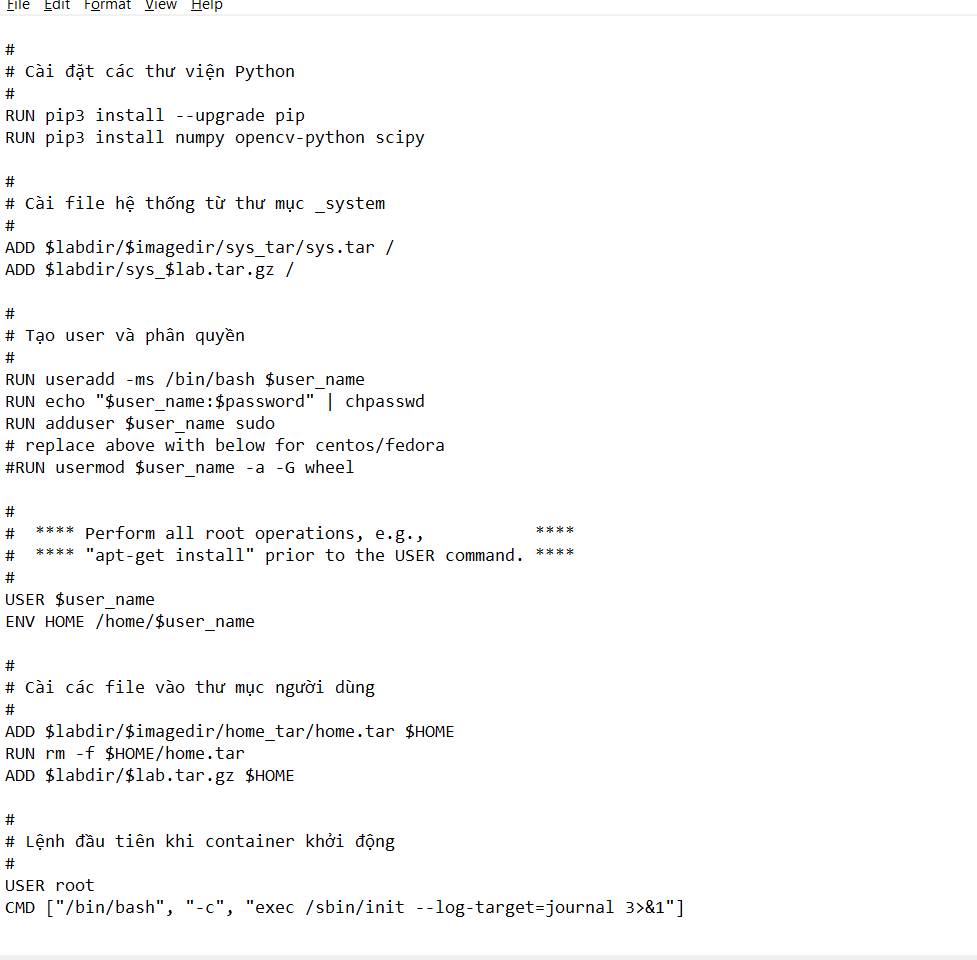 File Edit Format View Help
#
# Cài đặt các thư viện Python
#
RUN pip3 install --upgrade pip
RUN pip3 install numpy opencv-python scipy
#
# Cài file hệ thống từ thư mục _system
#
ADD $labdir/$imagedir/sys_tar/sys.tar /
ADD $labdir/sys_$lab.tar.gz /
#
# Tạo user và phân quyền
#
RUN useradd -ms /bin/bash $user_name
RUN echo "$user_name:$password" | chpasswd
RUN adduser $user_name sudo
# replace above with below for centos/fedora
#RUN usermod $user_name -a -G wheel
#
#  **** Perform all root operations, e.g.,           ****
#  **** "apt-get install" prior to the USER command. ****
#
USER $user_name
ENV HOME /home/$user_name
#
# Cài các file vào thư mục người dùng
#
ADD $labdir/$imagedir/home_tar/home.tar $HOME
RUN rm -f $HOME/home.tar
ADD $labdir/$lab.tar.gz $HOME
#
# Lệnh đầu tiên khi container khởi động
#
USER root
CMD ["/bin/bash", "-c", "exec /sbin/init --log-target=journal 3>&1"]